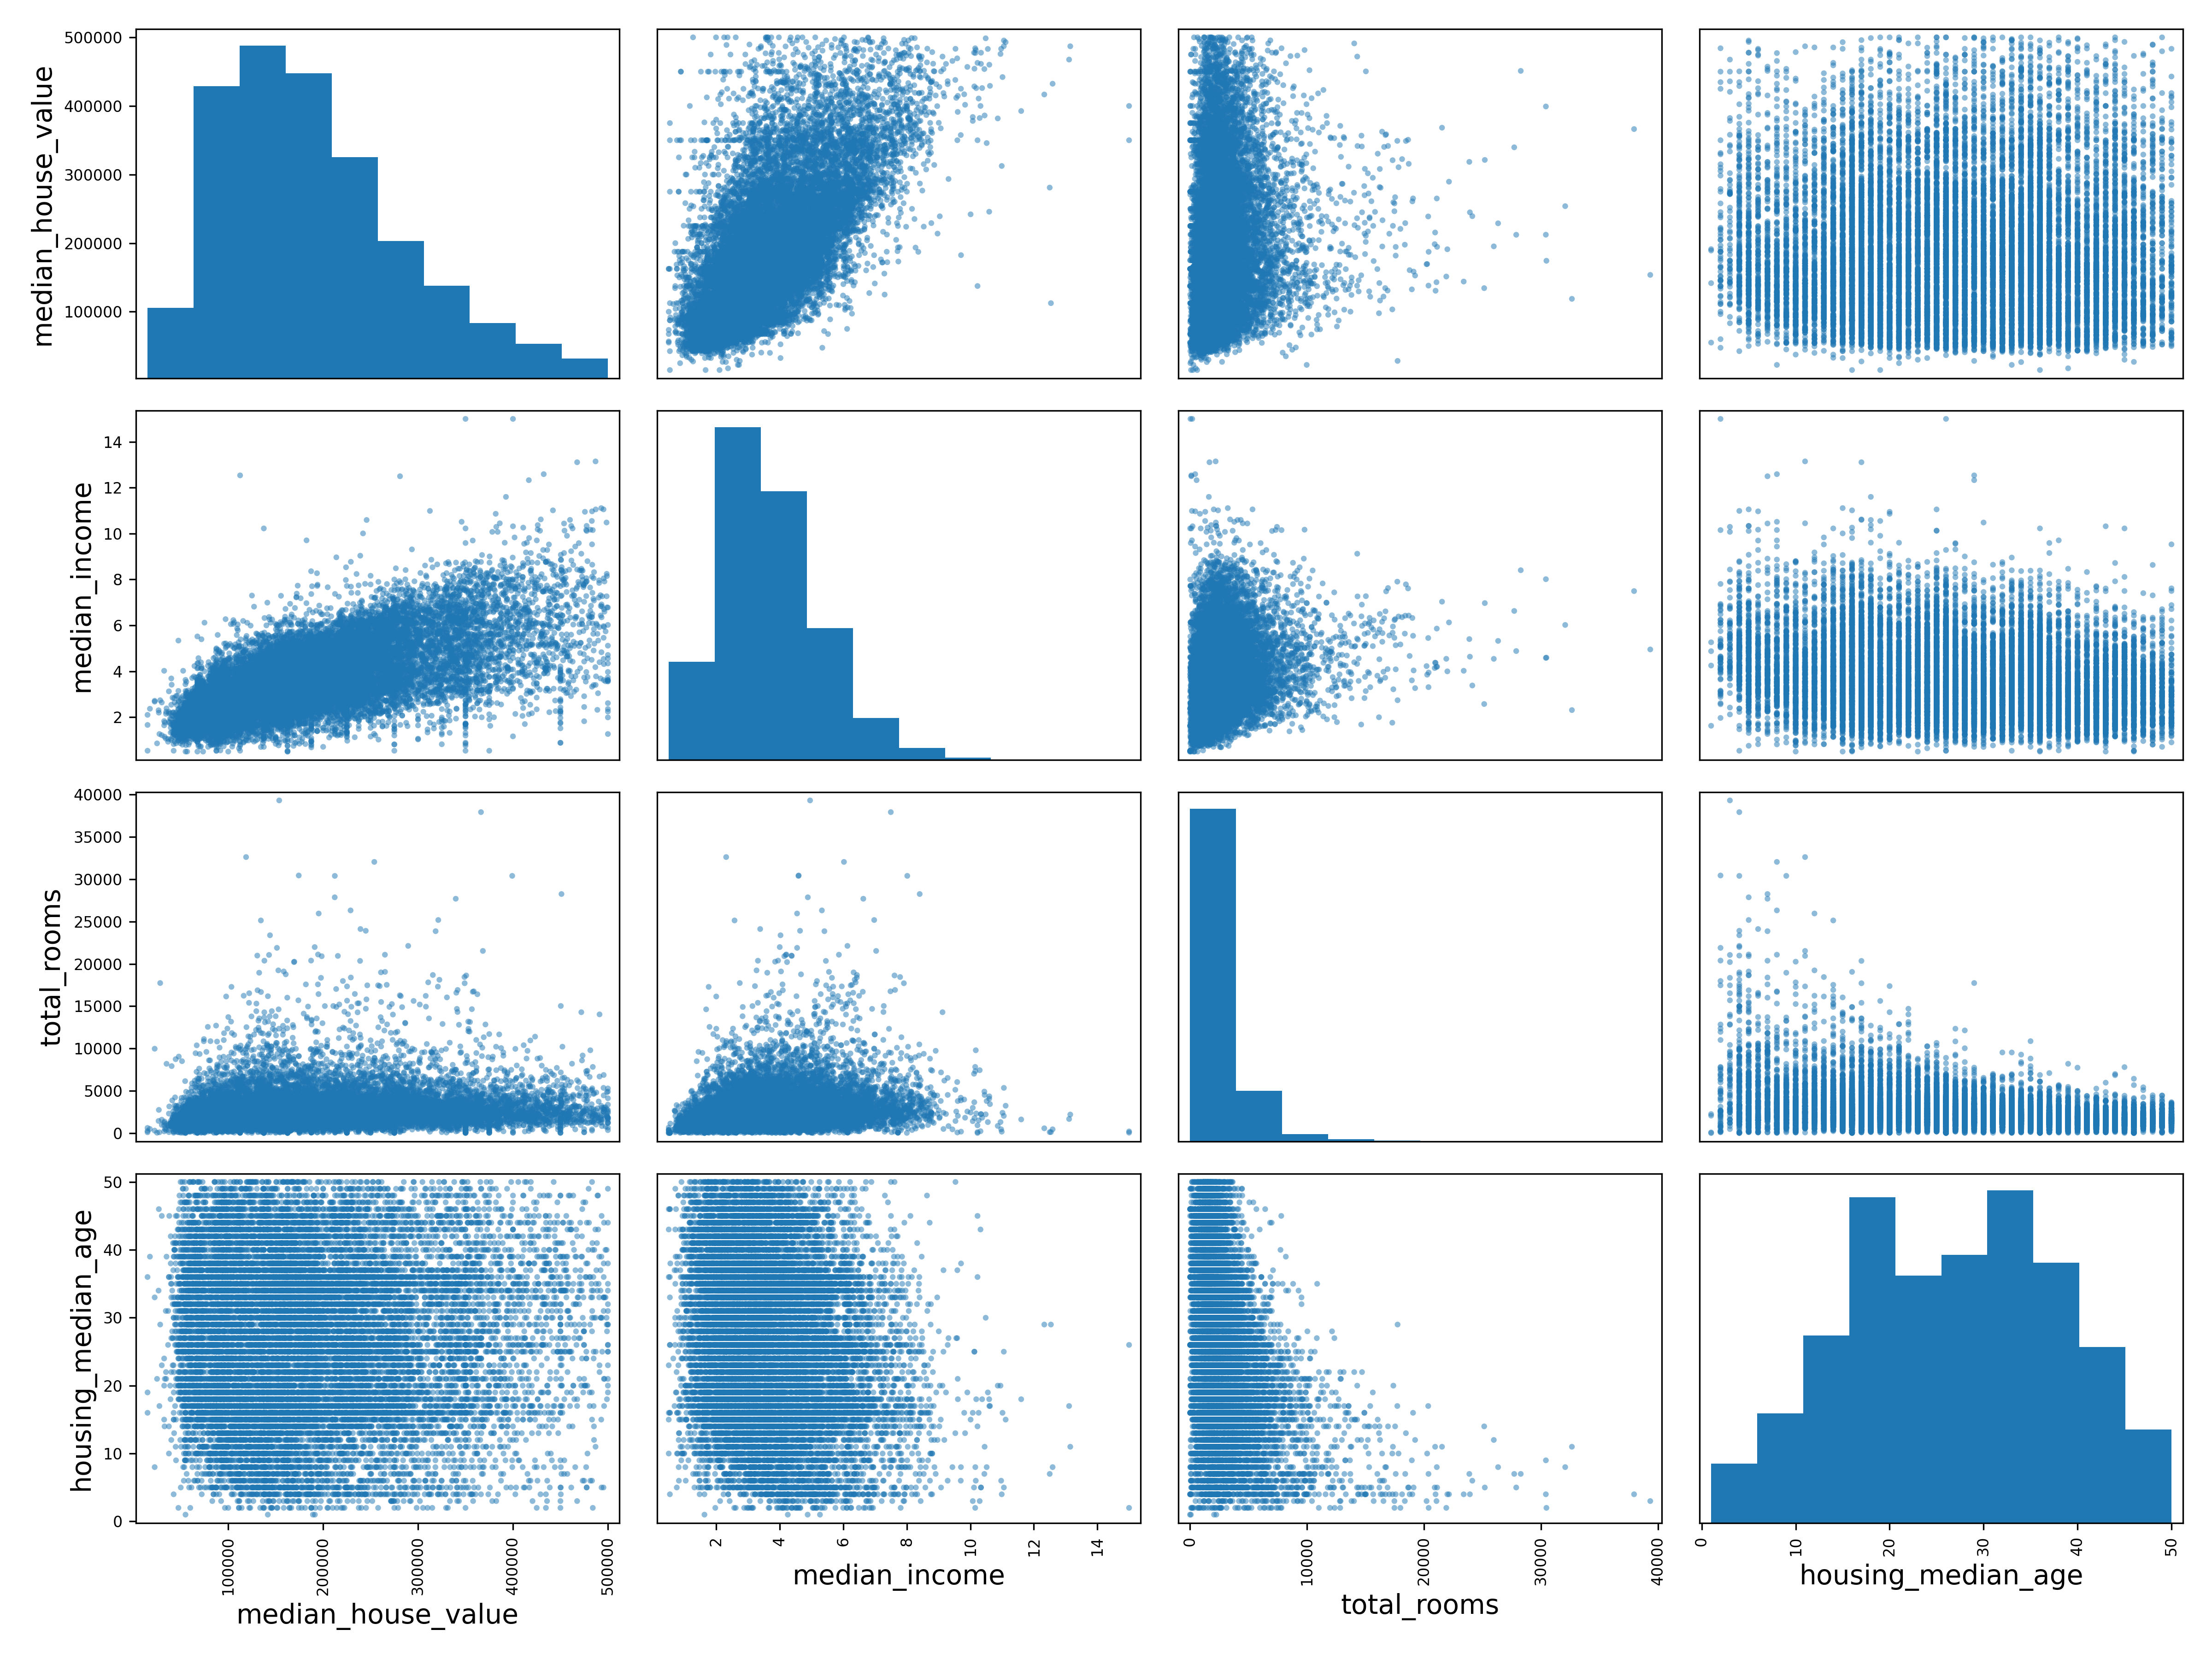 median_house_value
500000
400000
300000
200000
100000
median_income
14
12
10
8
6
4
2
total_rooms
40000
35000
30000
25000
20000
15000
10000
5000
0
housing_median_age
50
40
30
20
10
0
100000 200000 300000 400000 500000
median_house_value
2 4 6 8 10 12 14
median_income
0 10000 20000 30000 40000
total_rooms
0 10 20 30 40 50
housing_median_age